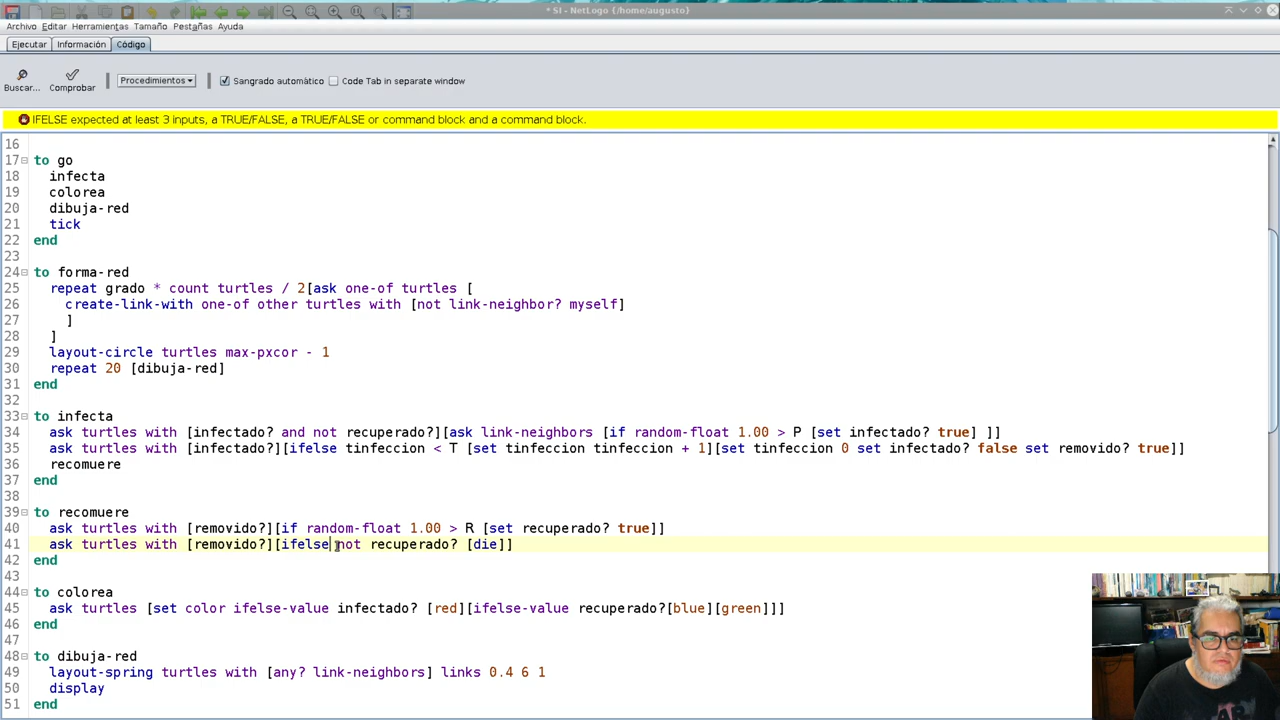 * SI - NetLogo {/home/augusto}
Archivo Editar Herramientas Tamaño Pestañas Ayuda
Ejecutar Información Código
Buscar... Comprobar Procedimientos Sangrado automático Code Tab in separate window
IFELSE expected at least 3 inputs, a TRUE/FALSE, a TRUE/FALSE or command block and a command block.
16
17 to go
18 infecta
19 colorea
20 dibuja-red
21 tick
22 end
23
24 to forma-red
25 repeat grado * count turtles / 2[ask one-of turtles [
26 create-link-with one-of other turtles with [not link-neighbor? myself]
27 ]
28 ]
29 layout-circle turtles max-pxcor - 1
30 repeat 20 [dibuja-red]
31 end
32
33 to infecta
34 ask turtles with [infectado? and not recuperado?][ask link-neighbors [if random-float 1.00 > P [set infectado? true] ]]
35 ask turtles with [infectado?][ifelse tinfeccion < T [set tinfeccion tinfeccion + 1][set tinfeccion 0 set infectado? false set removido? true]]
36 recomuere
37 end
38
39 to recomuere
40 ask turtles with [removido?][if random-float 1.00 > R [set recuperado? true]]
41 ask turtles with [removido?][ifelse not recuperado? [die]]
42 end
43
44 to colorea
45 ask turtles [set color ifelse-value infectado? [red][ifelse-value recuperado?[blue][green]]]
46 end
47
48 to dibuja-red
49 layout-spring turtles with [any? link-neighbors] links 0.4 6 1
50 display
51 end